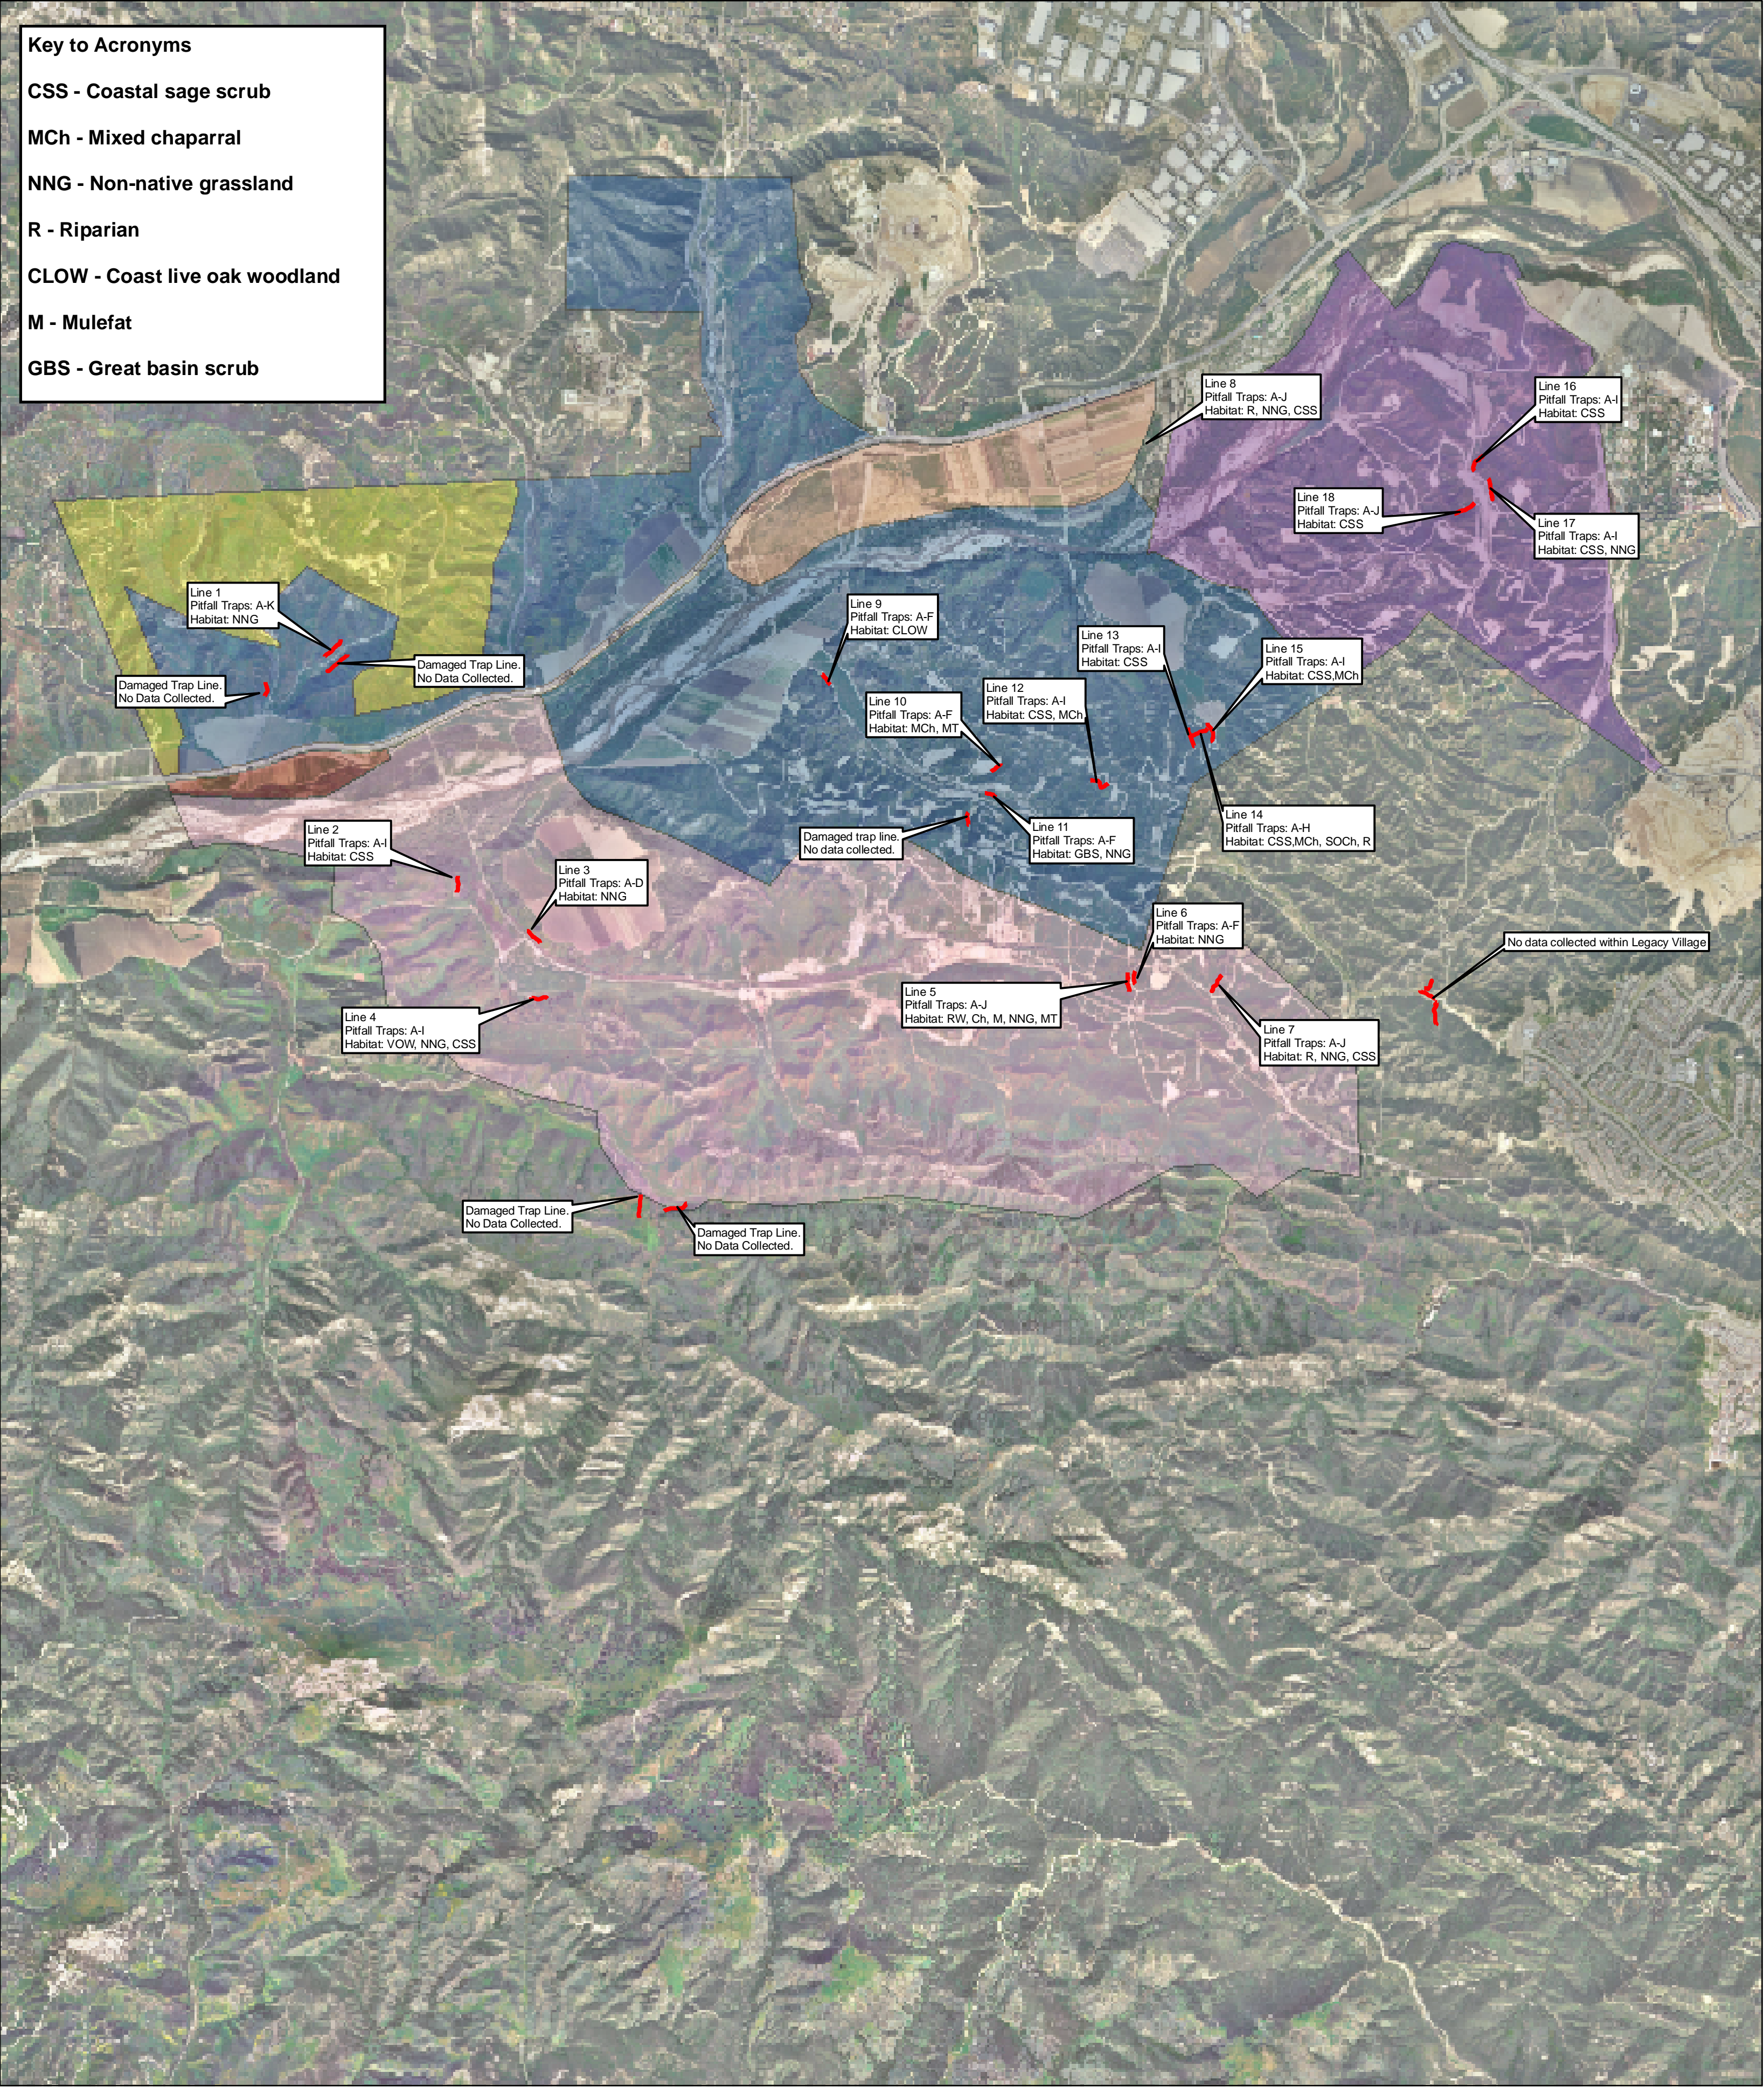 Key to Acronyms
CSS - Coastal sage scrub
MCh - Mixed chaparral
NNG - Non-native grassland
R - Riparian
CLOW - Coast live oak woodland
M - Mulefat
GBS - Great basin scrub
Line 8
Pitfall Traps: A-J
Habitat: R, NNG, CSS
Line 16
Pitfall Traps: A-I
Habitat: CSS
Line 18
Pitfall Traps: A-J
Habitat: CSS
Line 17
Pitfall Traps: A-I
Habitat: CSS, NNG
Line 1
Pitfall Traps: A-K
Habitat: NNG
Damaged Trap Line.
No Data Collected.
Damaged Trap Line.
No Data Collected.
Line 9
Pitfall Traps: A-F
Habitat: CLOW
Line 13
Pitfall Traps: A-I
Habitat: CSS
Line 15
Pitfall Traps: A-I
Habitat: CSS,MCh
Line 10
Pitfall Traps: A-F
Habitat: MCh, MT
Line 12
Pitfall Traps: A-I
Habitat: CSS, MCh
Line 2
Pitfall Traps: A-I
Habitat: CSS
Damaged trap line.
No data collected.
Line 11
Pitfall Traps: A-F
Habitat: GBS, NNG
Line 14
Pitfall Traps: A-H
Habitat: CSS,MCh, SOCh, R
Line 3
Pitfall Traps: A-D
Habitat: NNG
Line 6
Pitfall Traps: A-F
Habitat: NNG
No data collected within Legacy Village
Line 5
Pitfall Traps: A-J
Habitat: RW, Ch, M, NNG, MT
Line 4
Pitfall Traps: A-I
Habitat: VOW, NNG, CSS
Line 7
Pitfall Traps: A-J
Habitat: R, NNG, CSS
Damaged Trap Line.
No Data Collected.
Damaged Trap Line.
No Data Collected.